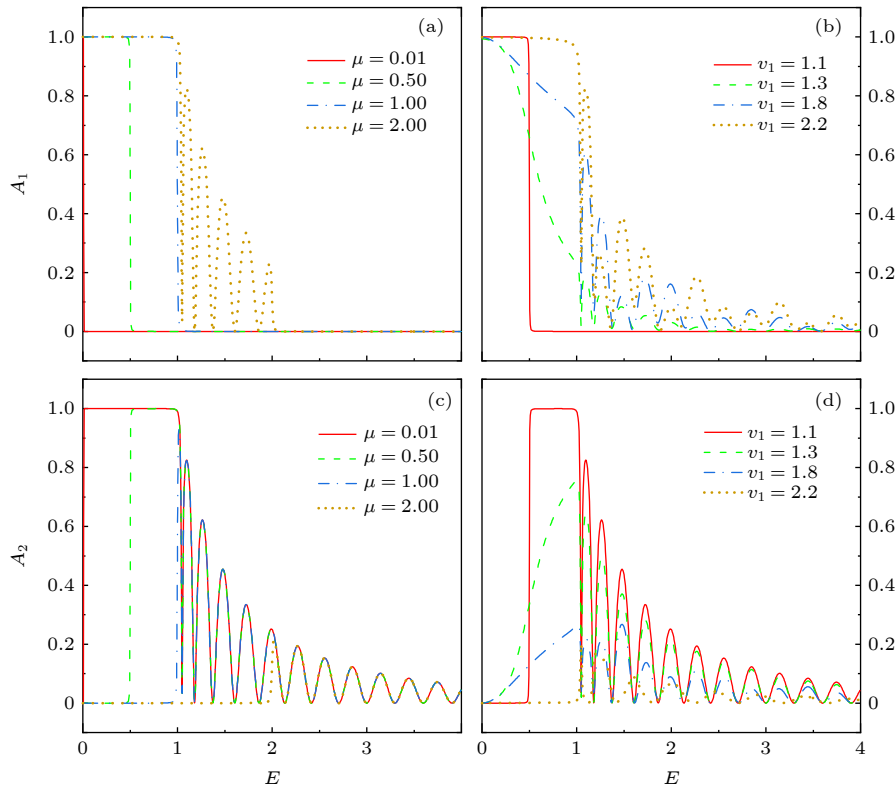 (a)
μ = 0.01
μ = 0.50
μ = 1.00
μ = 2.00
1.0
0.8
0.6
0.4
0.2
0
A₁
(b)
v₁ = 1.1
v₁ = 1.3
v₁ = 1.8
v₁ = 2.2
1.0
0.8
0.6
0.4
0.2
0
(c)
μ = 0.01
μ = 0.50
μ = 1.00
μ = 2.00
1.0
0.8
0.6
0.4
0.2
0
A₂
0 1 2 3
E
(d)
v₁ = 1.1
v₁ = 1.3
v₁ = 1.8
v₁ = 2.2
1.0
0.8
0.6
0.4
0.2
0
0 1 2 3 4
E